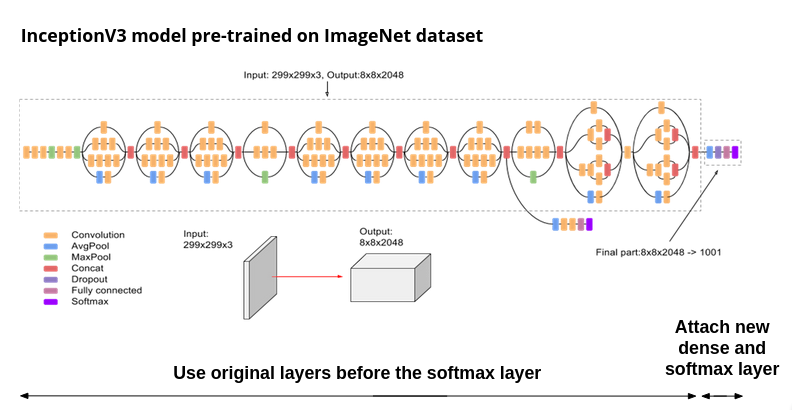 InceptionV3 model pre-trained on ImageNet dataset
Input: 299x299x3, Output:8x8x2048
Convolution
AvgPool
MaxPool
Concat
Dropout
Fully connected
Softmax
Input:
299x299x3
Output:
8x8x2048
Final part:8x8x2048 -> 1001
Use original layers before the softmax layer
Attach new
dense and
softmax layer